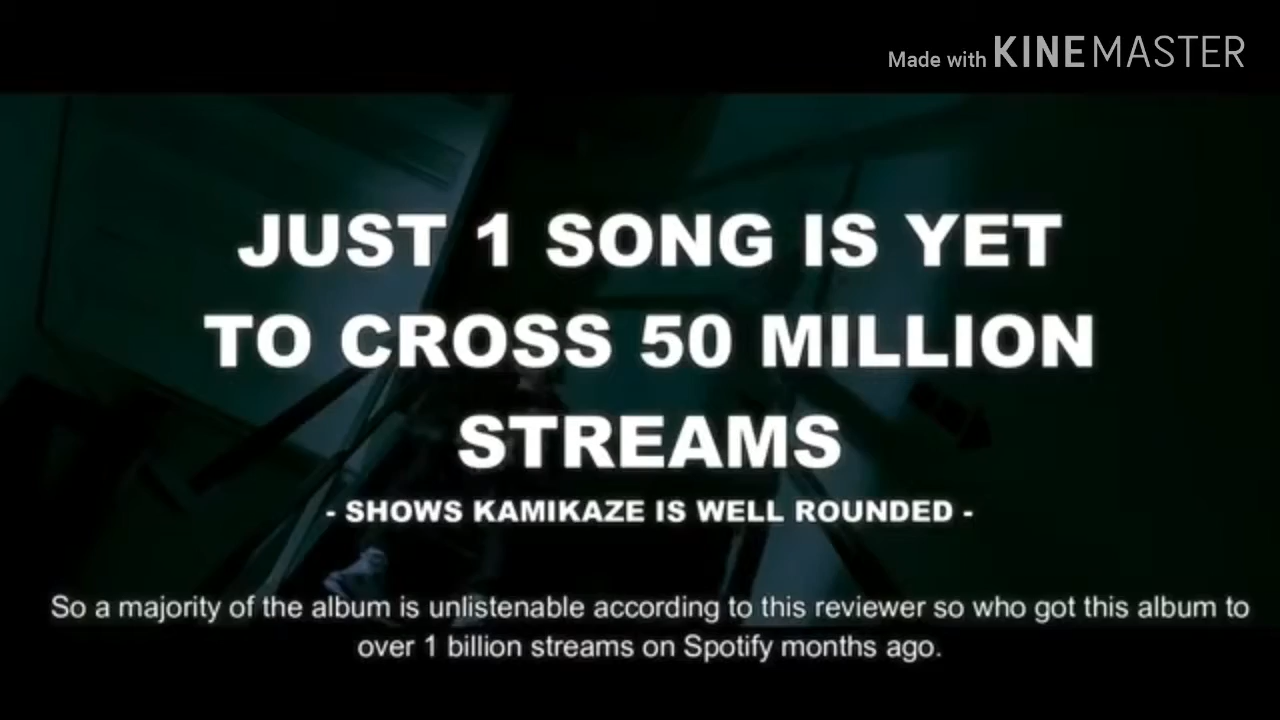 Made with KINEMASTER
JUST 1 SONG IS YET
TO CROSS 50 MILLION
STREAMS
- SHOWS KAMIKAZE IS WELL ROUNDED -
So a majority of the album is unlistenable according to this reviewer so who got this album to
over 1 billion streams on Spotify months ago.